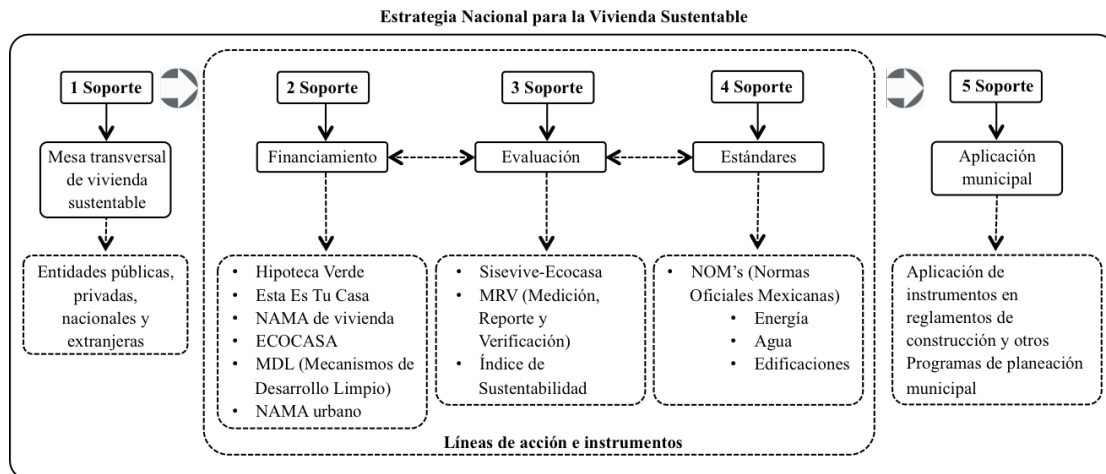 Estrategia Nacional para la Vivienda Sustentable
1 Soporte
Mesa transversal
de vivienda
sustentable
Entidades públicas,
privadas,
nacionales y
extranjeras
2 Soporte
Financiamiento
• Hipoteca Verde
• Esta Es Tu Casa
• NAMA de vivienda
• ECOCASA
• MDL (Mecanismos de
Desarrollo Limpio)
• NAMA urbano
3 Soporte
Evaluación
• Sisevive-Ecocasa
• MRV (Medición,
Reporte y
Verificación)
• Índice de
Sustentabilidad
4 Soporte
Estándares
• NOM’s (Normas
Oficiales Mexicanas)
• Energía
• Agua
• Edificaciones
Líneas de acción e instrumentos
5 Soporte
Aplicación
municipal
Aplicación de
instrumentos en
reglamentos de
construcción y otros
Programas de planeación
municipal